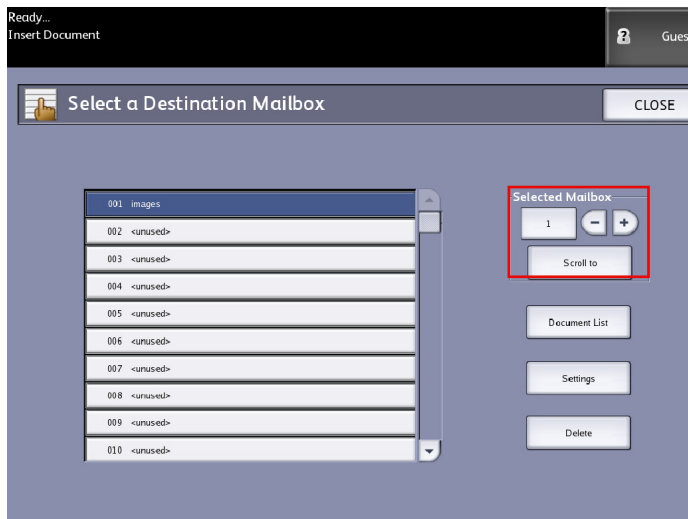 Ready...
Insert Document
Gues
Select a Destination Mailbox
CLOSE
001 images
002 <unused>
003 <unused>
004 <unused>
005 <unused>
006 <unused>
007 <unused>
008 <unused>
009 <unused>
010 <unused>
Selected Mailbox
1 - +
Scroll to
Document List
Settings
Delete